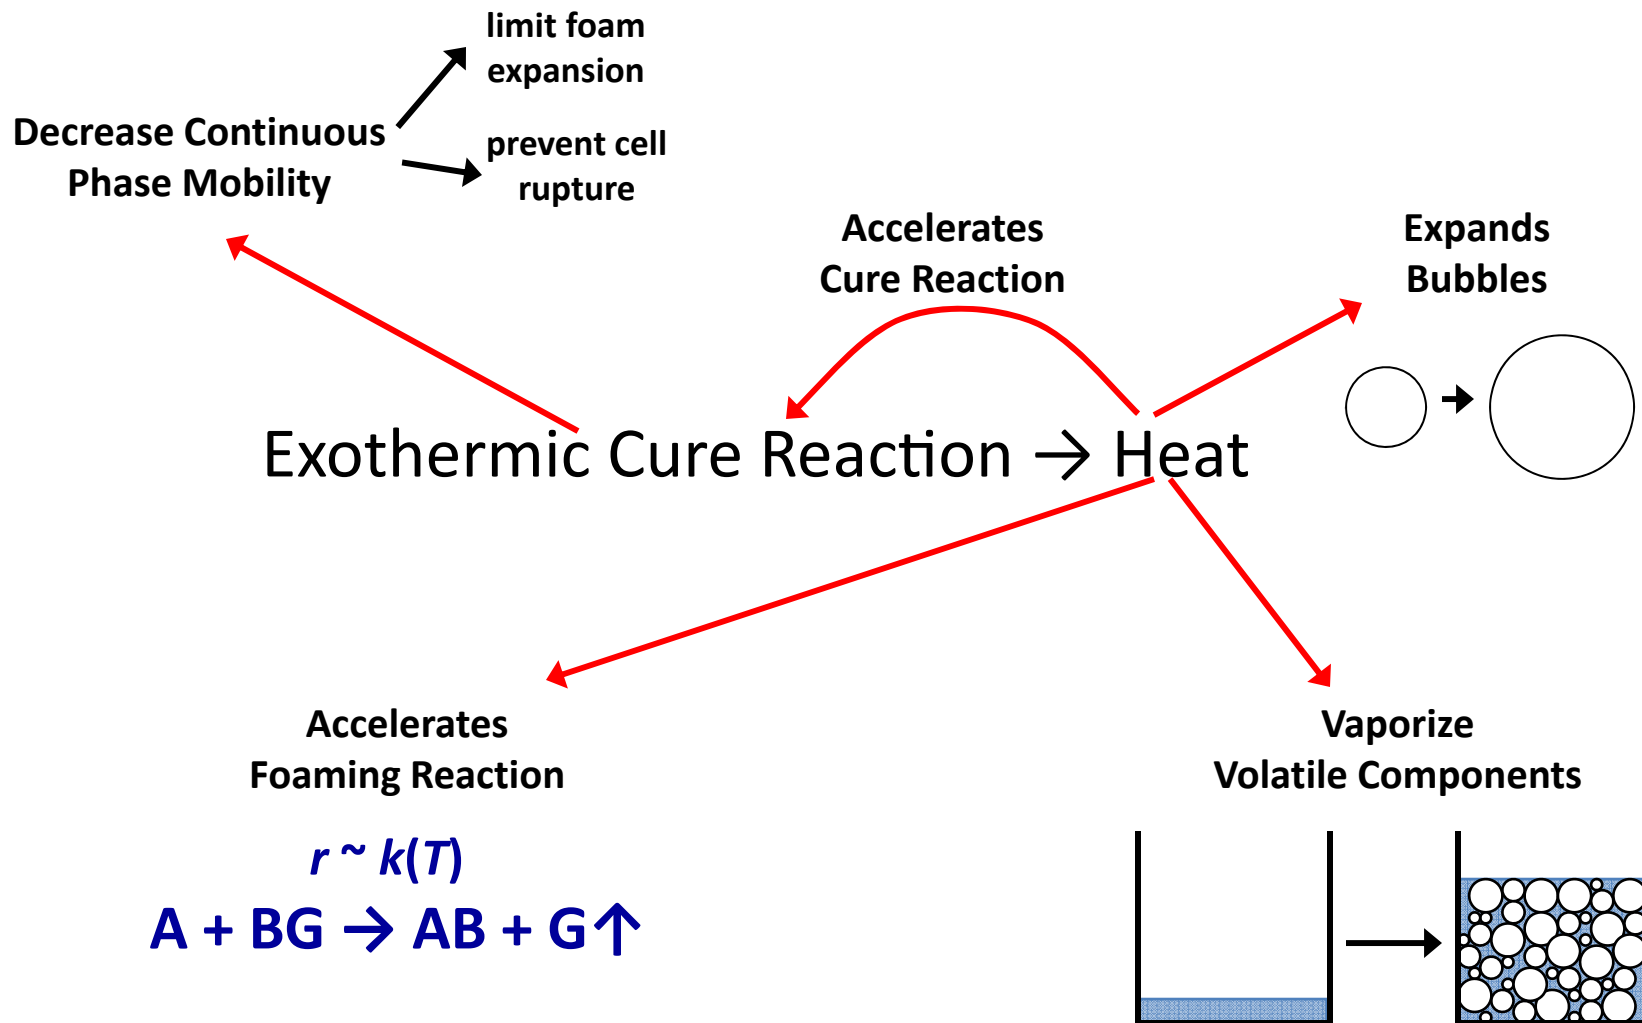 limit foam
expansion
Decrease Continuous
Phase Mobility
prevent cell
rupture
Accelerates
Cure Reaction
Expands
Bubbles
Exothermic Cure Reaction → Heat
Accelerates
Foaming Reaction
r ~ k(T)
A + BG → AB + G↑
Vaporize
Volatile Components